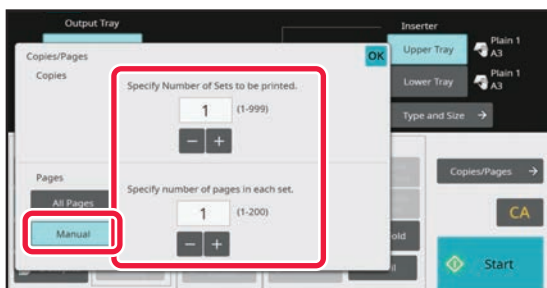 Output Tray
Inserter
Upper Tray
Plain 1
A3
Lower Tray
Plain 1
A3
Type and Size
Copies/Pages
OK
Copies
Specify Number of Sets to be printed.
1
(1-999)
Pages
All Pages
Manual
Specify number of pages in each set.
1
(1-200)
Copies/Pages
CA
Start